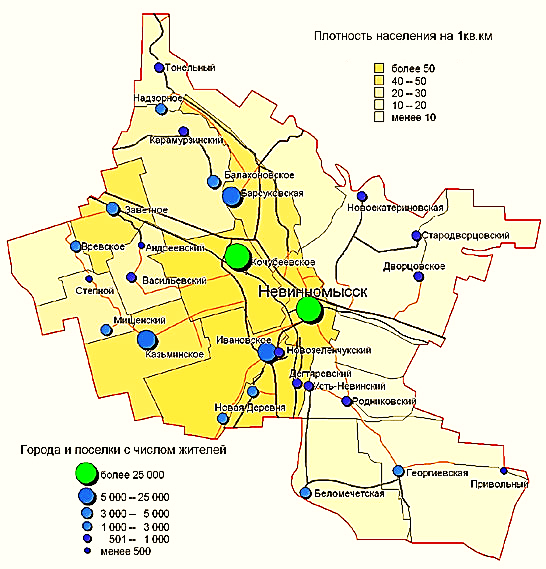 Плотность населения на 1кв.км
более 50
40 -- 50
20 -- 30
10 -- 20
менее 10
Тонельный
Надзорное
Карамурзинский
Балахоновское
Барсуковская
Новоекатериновская
Заветное
Стародворцовский
Вревское
Андреевский
Кочубеевское
Дворцовское
Степной
Васильевский
Невинномысск
Мищенский
Казьминское
Ивановское
Новозеленчукский
Дегтяревский
Усть-Невинский
Новая Деревня
Родниковский
Города и поселки с числом жителей
более 25 000
5 000 -- 25 000
3 000 -- 5 000
1 000 -- 3 000
501 -- 1 000
менее 500
Беломечетская
Георгиевская
Привольный